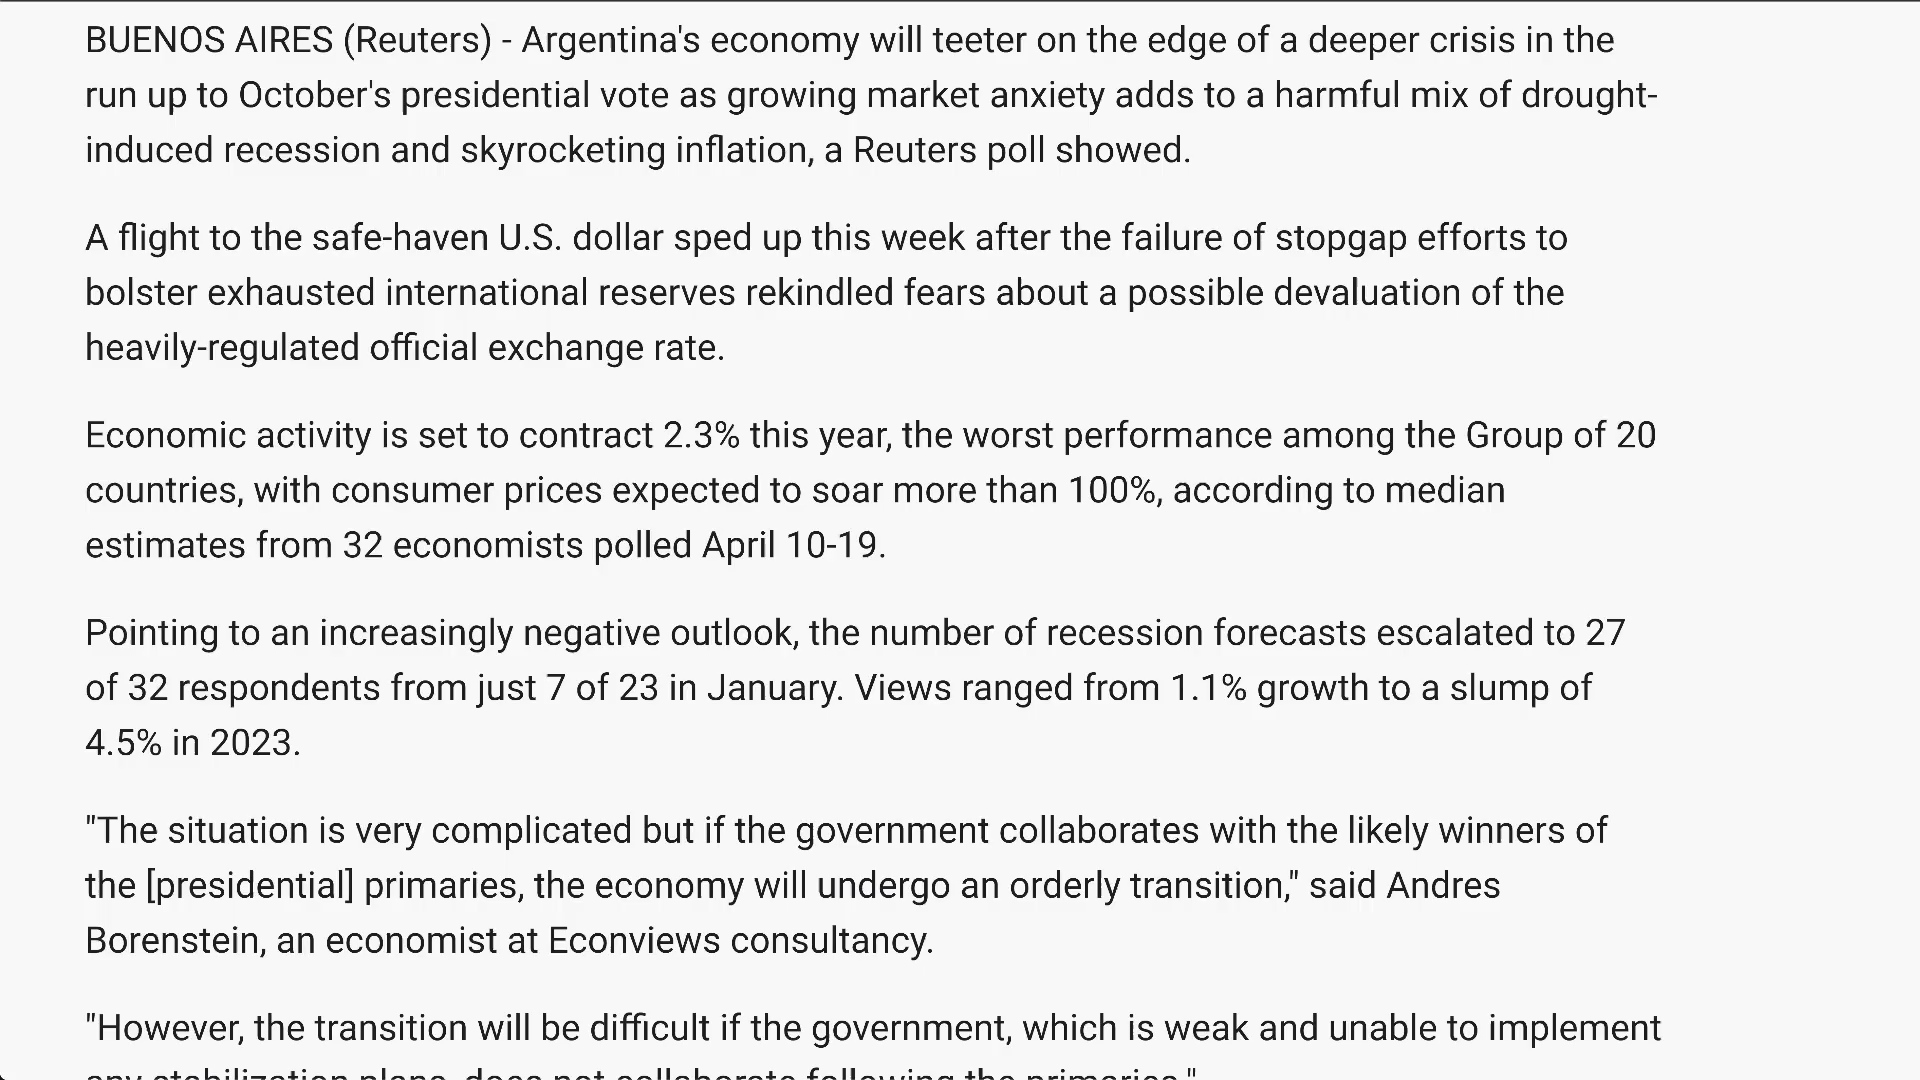 BUENOS AIRES (Reuters) - Argentina's economy will teeter on the edge of a deeper crisis in the
run up to October's presidential vote as growing market anxiety adds to a harmful mix of drought-
induced recession and skyrocketing inflation, a Reuters poll showed.
A flight to the safe-haven U.S. dollar sped up this week after the failure of stopgap efforts to
bolster exhausted international reserves rekindled fears about a possible devaluation of the
heavily-regulated official exchange rate.
Economic activity is set to contract 2.3% this year, the worst performance among the Group of 20
countries, with consumer prices expected to soar more than 100%, according to median
estimates from 32 economists polled April 10-19.
Pointing to an increasingly negative outlook, the number of recession forecasts escalated to 27
of 32 respondents from just 7 of 23 in January. Views ranged from 1.1% growth to a slump of
4.5% in 2023.
"The situation is very complicated but if the government collaborates with the likely winners of
the [presidential] primaries, the economy will undergo an orderly transition," said Andres
Borenstein, an economist at Econviews consultancy.
"However, the transition will be difficult if the government, which is weak and unable to implement
any stabilization plans, does not collaborate following the primaries."